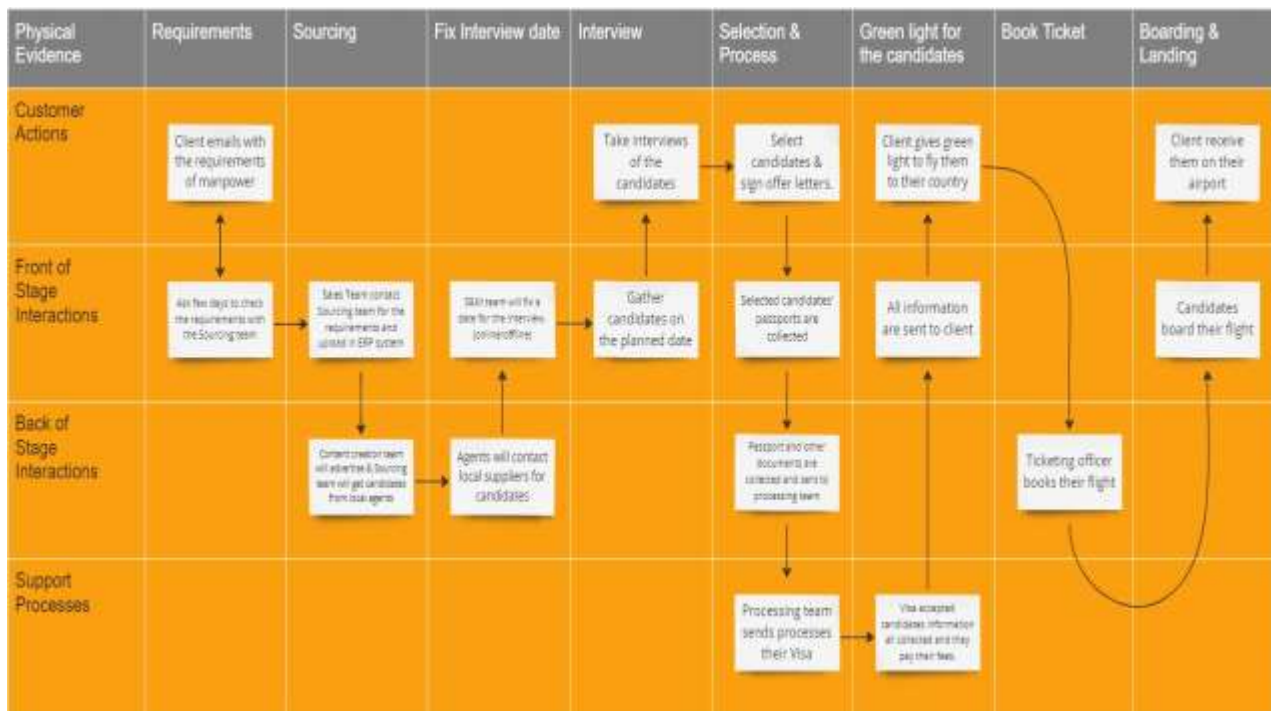 Physical
Evidence
Requirements
Sourcing
Fix Interview date
Interview
Selection &
Process
Green light for
the candidates
Book Ticket
Boarding &
Landing
Customer
Actions
Client emails with
the requirements
of manpower
Take interviews
of the
candidates
Select
candidates &
sign offer letters.
Client gives green
light to fly them
to their country
Client receive
them on their
airport
Front of
Stage
Interactions
Ask few days to check
the requirements with
the Sourcing team
Sales Team contact
Sourcing team for the
requirements and
upload in ERP system
team will fix a
date for the interview
(online/offline)
Gather
candidates on
the planned date
Selected candidates'
passports are
collected
All information
are sent to client
Candidates
board their flight
Back of
Stage
Interactions
Content creation team
will advertise & Sourcing
team will get candidates
from local agents
Agents will contact
local suppliers for
candidates
Passport and other
documents are
collected and sent to
processing team
Ticketing officer
books their flight
Support
Processes
Processing team
sends processes
their Visa
Visa accepted
candidates information
all collected and they
pay their fees.